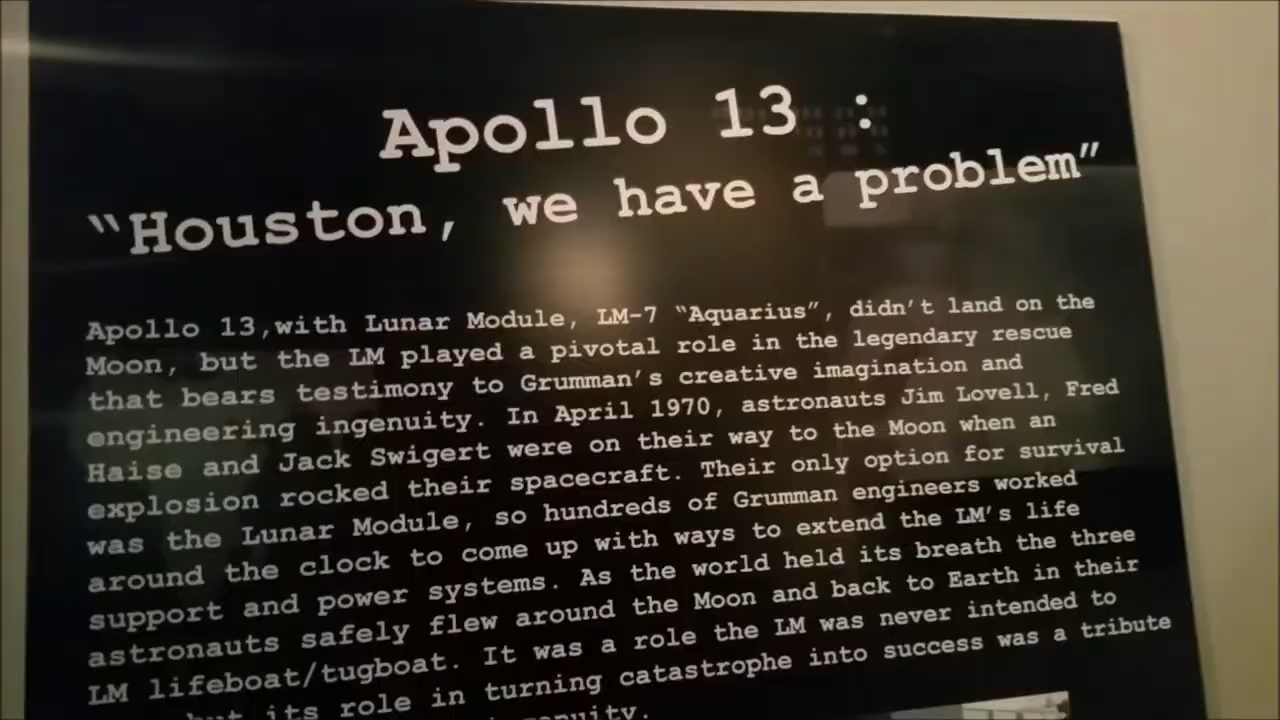 Apollo 13 :
“Houston, we have a problem”
Apollo 13,with Lunar Module, LM-7 “Aquarius”, didn’t land on the
Moon, but the LM played a pivotal role in the legendary rescue
that bears testimony to Grumman’s creative imagination and
engineering ingenuity. In April 1970, astronauts Jim Lovell, Fred
Haise and Jack Swigert were on their way to the Moon when an
explosion rocked their spacecraft. Their only option for survival
was the Lunar Module, so hundreds of Grumman engineers worked
around the clock to come up with ways to extend the LM’s life
support and power systems. As the world held its breath the three
astronauts safely flew around the Moon and back to Earth in their
LM lifeboat/tugboat. It was a role the LM was never intended to
but its role in turning catastrophe into success was a tribute